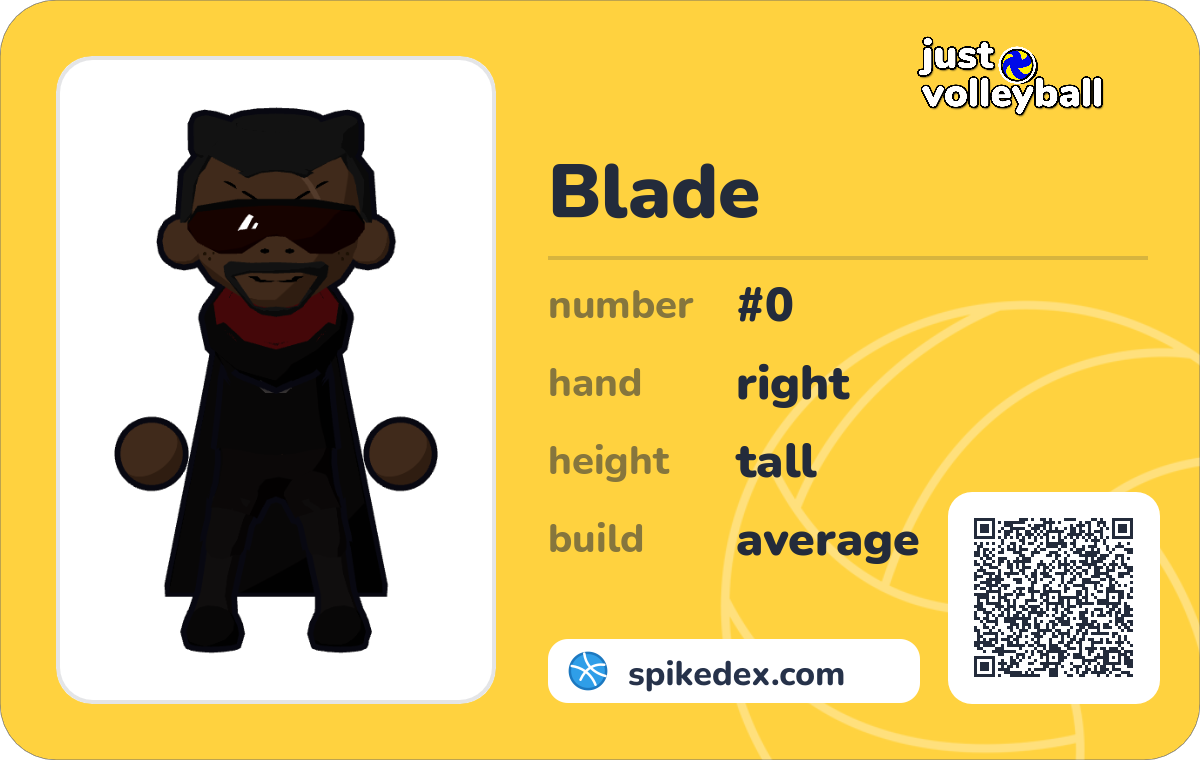 just
volleyball
Blade
number #0
hand right
height tall
build average
spikedex.com